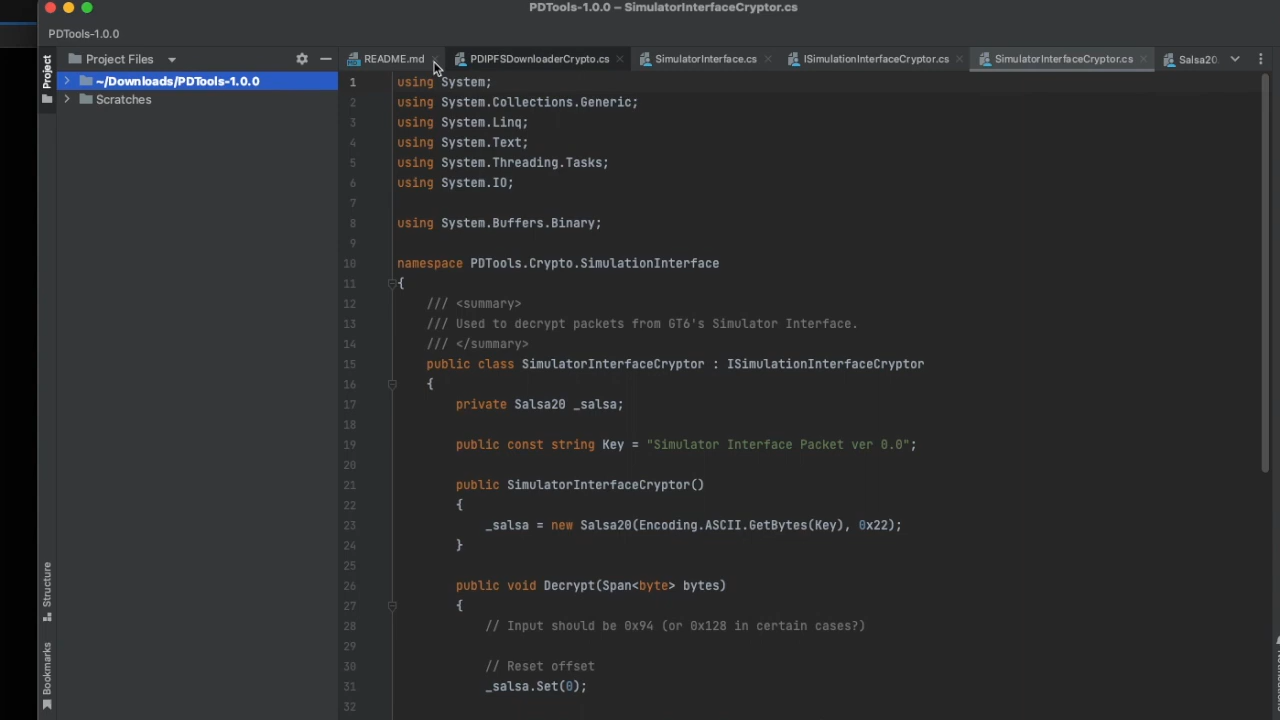 PDTools-1.0.0 – SimulatorInterfaceCryptor.cs
PDTools-1.0.0
Project
Project Files
README.md
PDIPFSDownloaderCrypto.cs
SimulatorInterface.cs
ISimulationInterfaceCryptor.cs
SimulatorInterfaceCryptor.cs
Salsa20
~/Downloads/PDTools-1.0.0
Scratches
1 using System;
2 using System.Collections.Generic;
3 using System.Linq;
4 using System.Text;
5 using System.Threading.Tasks;
6 using System.IO;
7
8 using System.Buffers.Binary;
9
10 namespace PDTools.Crypto.SimulationInterface
11 {
12 /// <summary>
13 /// Used to decrypt packets from GT6's Simulator Interface.
14 /// </summary>
15 public class SimulatorInterfaceCryptor : ISimulationInterfaceCryptor
16 {
17 private Salsa20 _salsa;
18
19 public const string Key = "Simulator Interface Packet ver 0.0";
20
21 public SimulatorInterfaceCryptor()
22 {
23 _salsa = new Salsa20(Encoding.ASCII.GetBytes(Key), 0x22);
24 }
25
26 public void Decrypt(Span<byte> bytes)
27 {
28 // Input should be 0x94 (or 0x128 in certain cases?)
29
30 // Reset offset
31 _salsa.Set(0);
32
Structure
Bookmarks